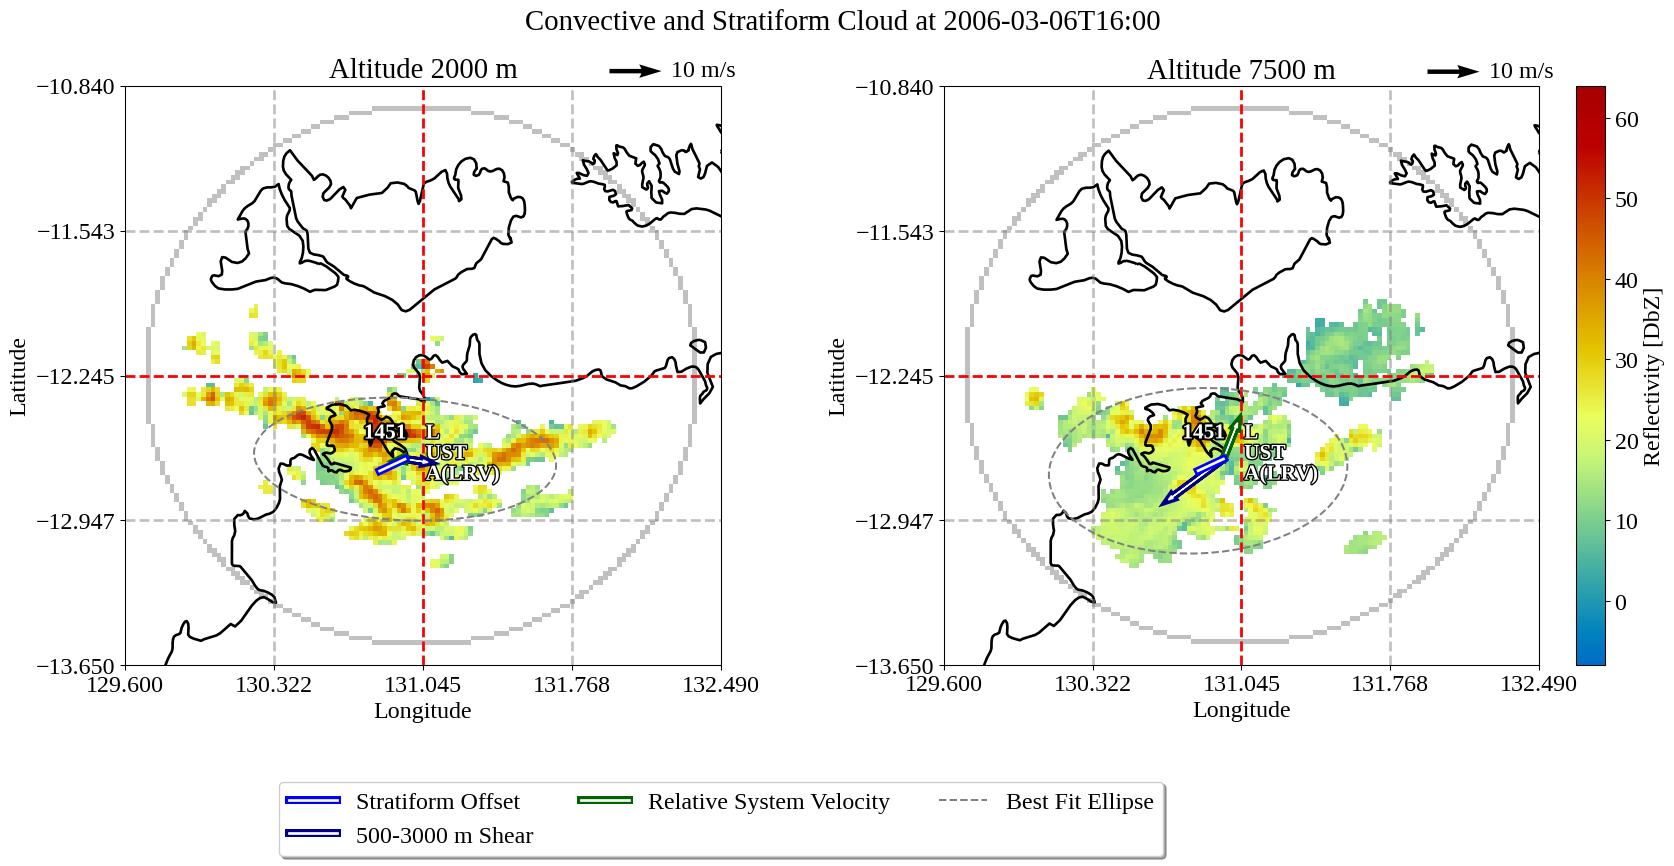 Convective and Stratiform Cloud at 2006-03-06T16:00
Altitude 2000 m
10 m/s
−10.840
−11.543
−12.245
−12.947
−13.650
Latitude
129.600 130.322 131.045 131.768 132.490
Longitude
1451
L
UST
A(LRV)
Altitude 7500 m
10 m/s
−10.840
−11.543
−12.245
−12.947
−13.650
Latitude
129.600 130.322 131.045 131.768 132.490
Longitude
1451
L
UST
A(LRV)
60
50
40
30
20
10
0
Reflectivity [DbZ]
Stratiform Offset
500-3000 m Shear
Relative System Velocity
Best Fit Ellipse